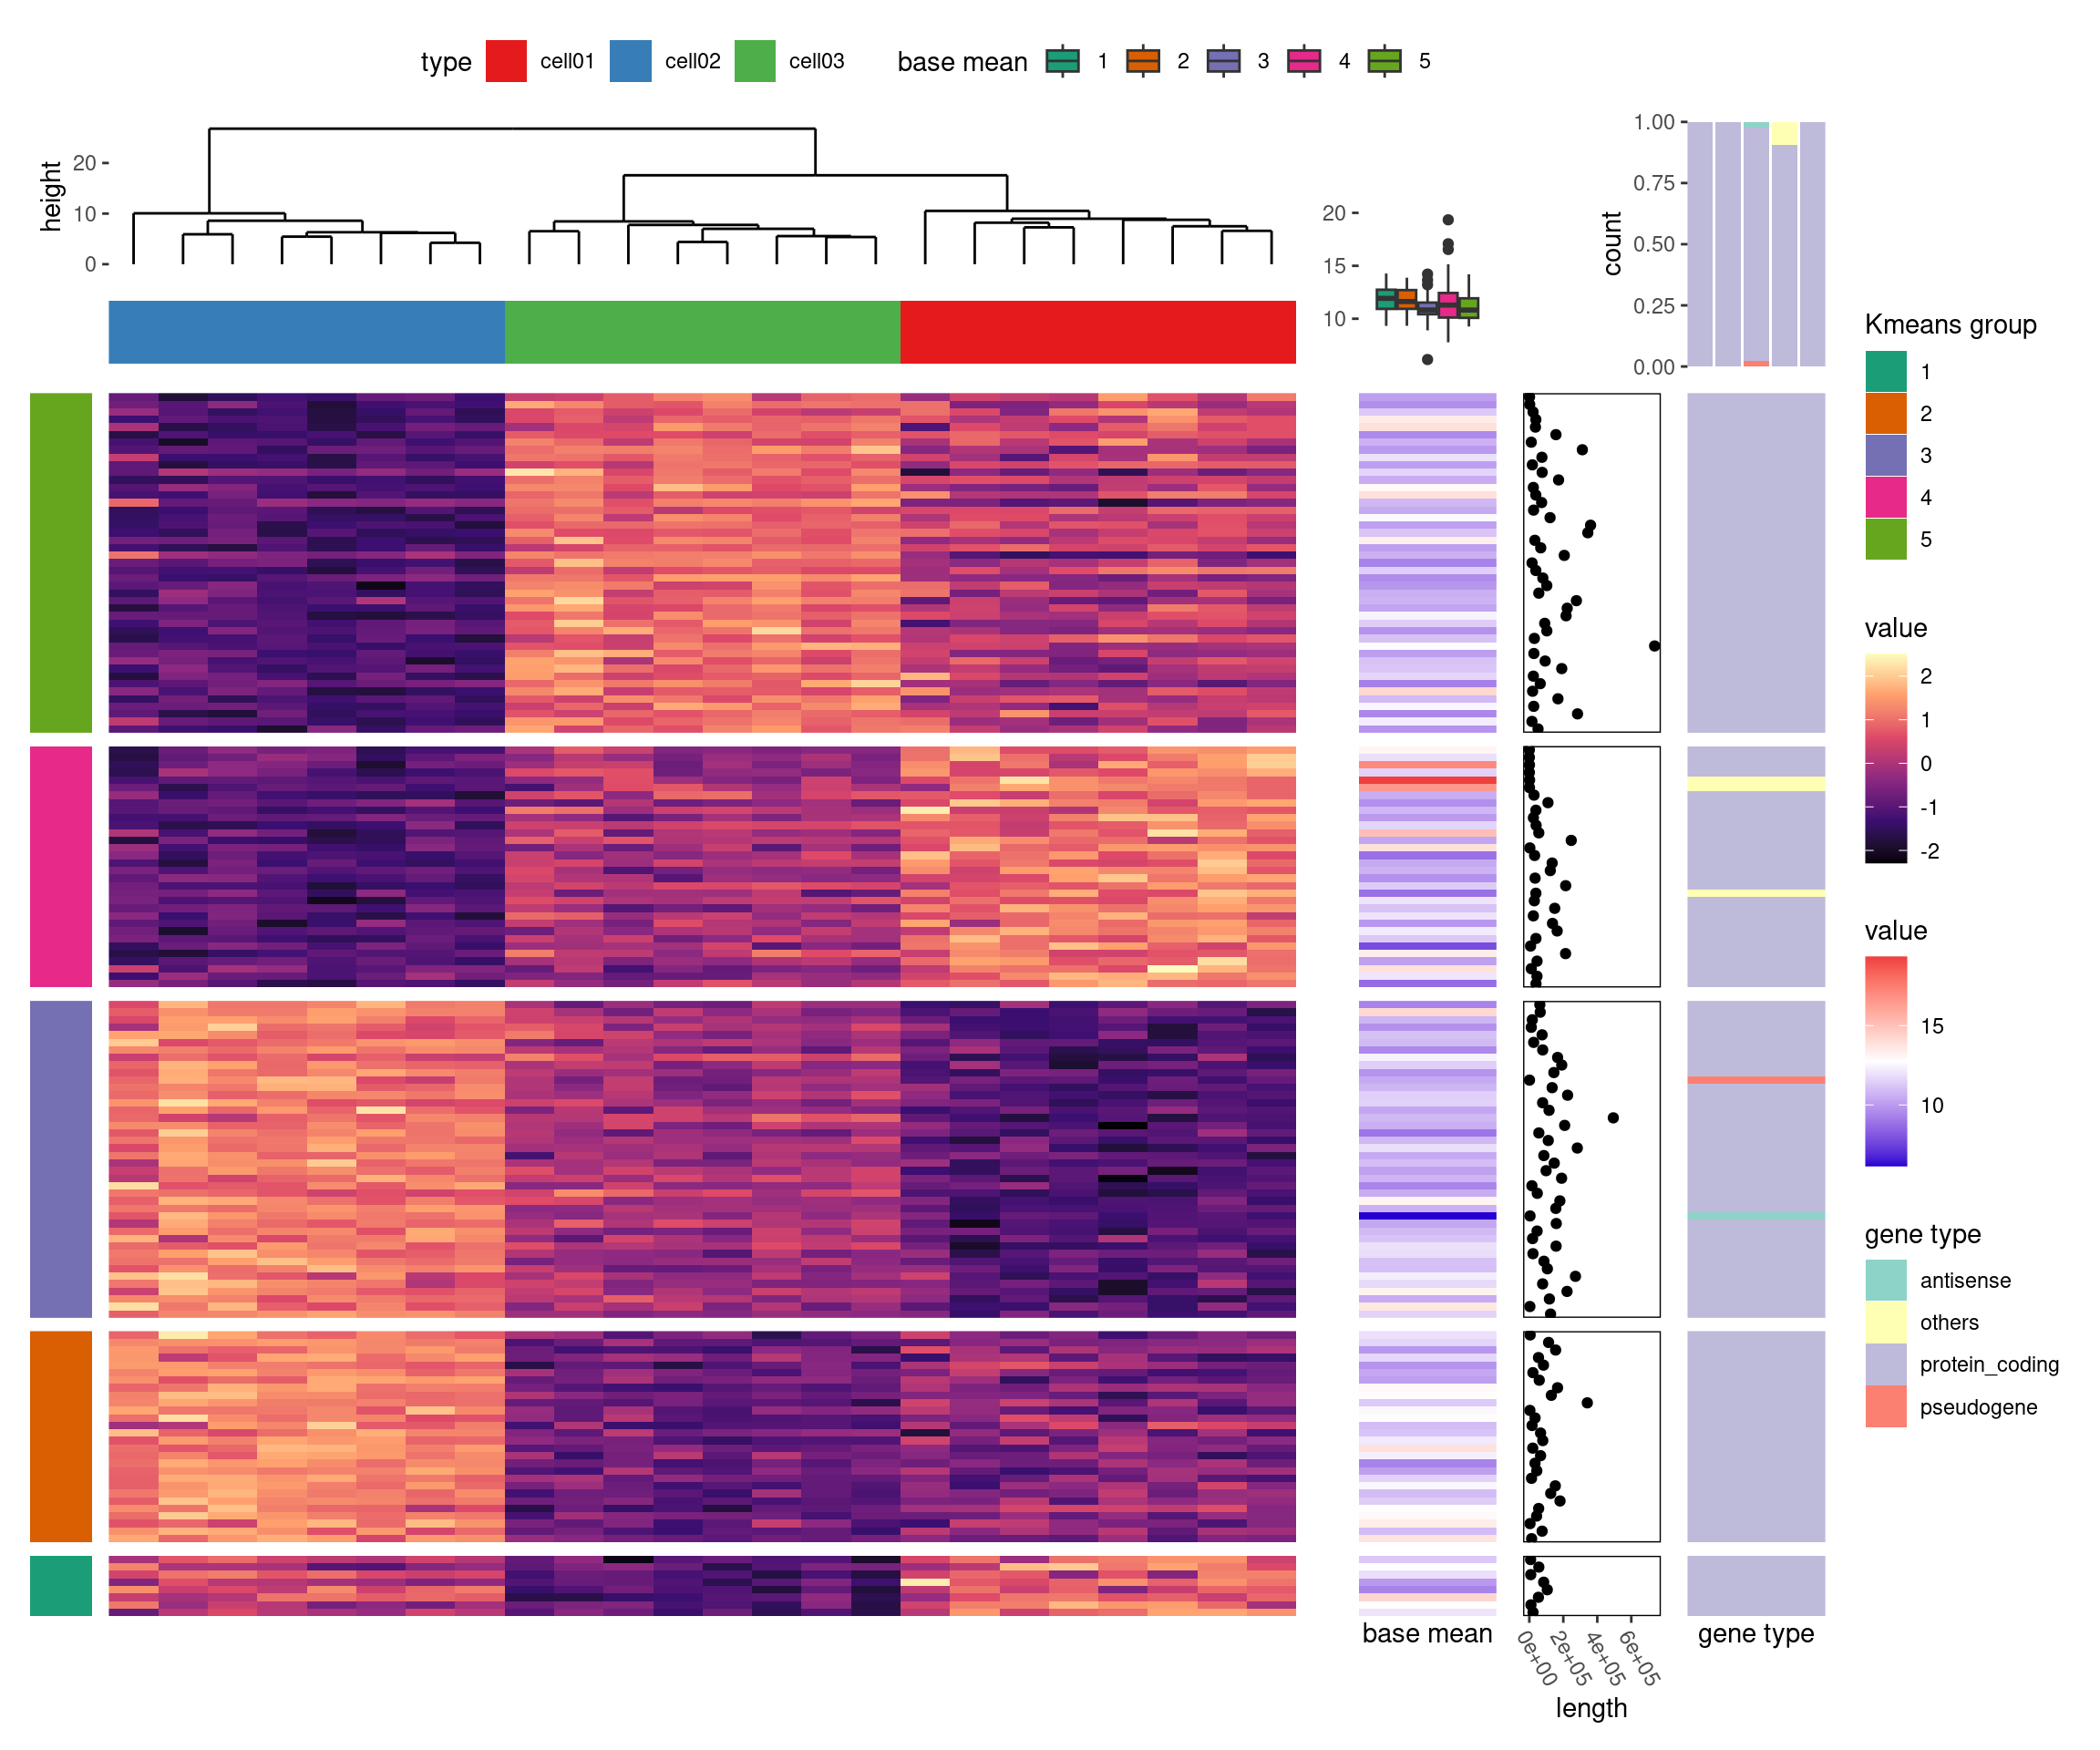 type cell01 cell02 cell03 base mean 1 2 3 4 5
height
20
10
0
20
15
10
count
1.00
0.75
0.50
0.25
0.00
Kmeans group
1
2
3
4
5
value
2
1
0
-1
-2
value
15
10
gene type
antisense
others
protein_coding
pseudogene
base mean
0e+00
2e+05
4e+05
6e+05
length
gene type